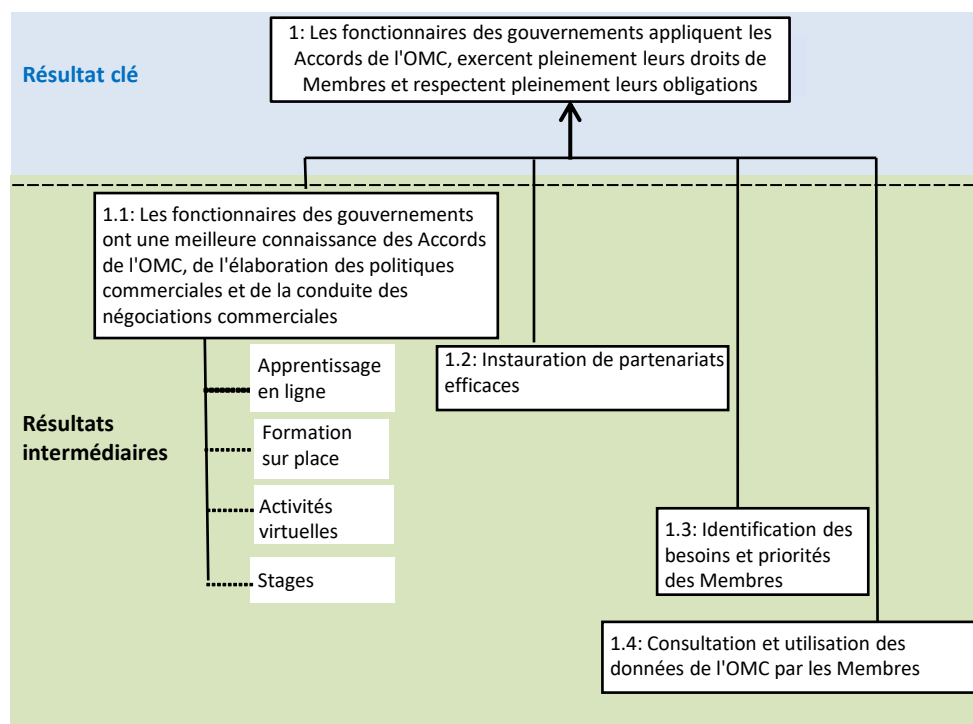 1: Les fonctionnaires des gouvernements appliquent les
Accords de l'OMC, exercent pleinement leurs droits de
Membres et respectent pleinement leurs obligations
Résultat clé
1.1: Les fonctionnaires des gouvernements
ont une meilleure connaissance des Accords
de l'OMC, de l'élaboration des politiques
commerciales et de la conduite des
négociations commerciales
Apprentissage
en ligne
1.2: Instauration de partenariats
efficaces
Résultats
intermédiaires
Formation
sur place
Activités
virtuelles
Stages
1.3: Identification des
besoins et priorités
des Membres
1.4: Consultation et utilisation des
données de l'OMC par les Membres